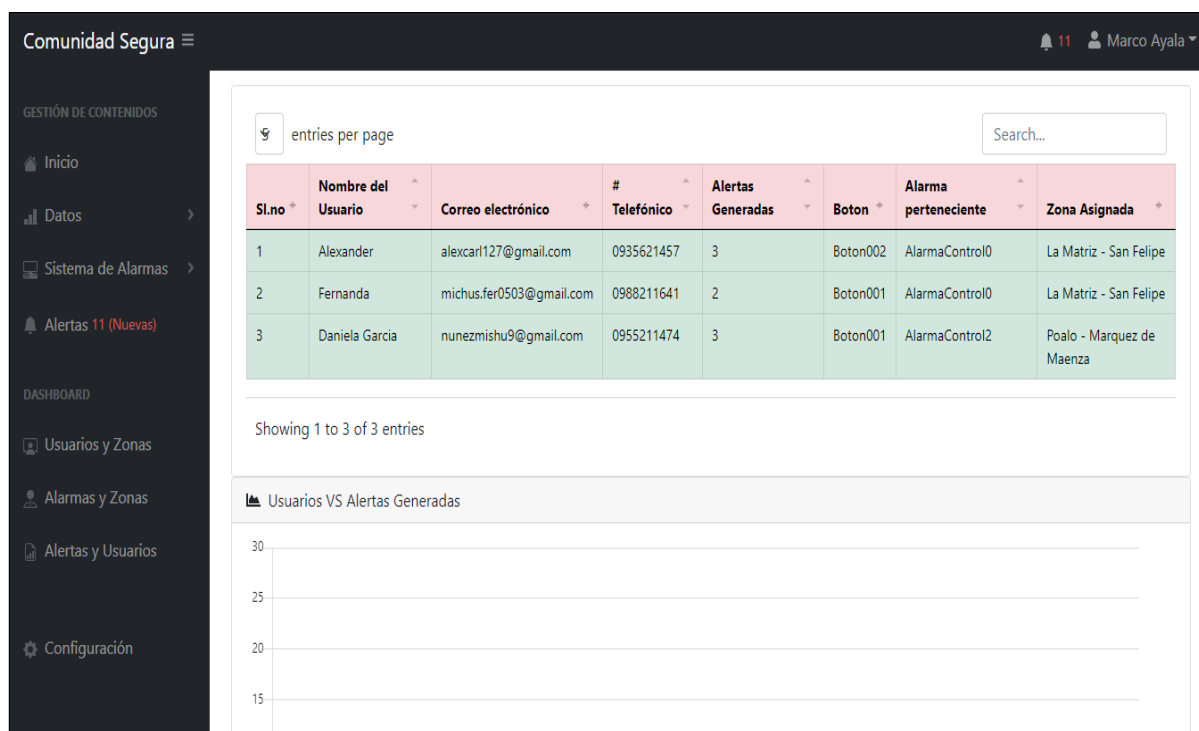 Comunidad Segura
11 Marco Ayala
GESTIÓN DE CONTENIDOS
Inicio
Datos
Sistema de Alarmas
Alertas 11 (Nuevas)
DASHBOARD
Usuarios y Zonas
Alarmas y Zonas
Alertas y Usuarios
Configuración
5 entries per page
Search...
Sl.no Nombre del Usuario Correo electrónico # Telefónico Alertas Generadas Boton Alarma perteneciente Zona Asignada
1 Alexander alexcarl127@gmail.com 0935621457 3 Boton002 AlarmaControl0 La Matriz - San Felipe
2 Fernanda michus.fer0503@gmail.com 0988211641 2 Boton001 AlarmaControl0 La Matriz - San Felipe
3 Daniela Garcia nunezmishu9@gmail.com 0955211474 3 Boton001 AlarmaControl2 Poalo - Marquez de Maenza
Showing 1 to 3 of 3 entries
Usuarios VS Alertas Generadas
30
25
20
15